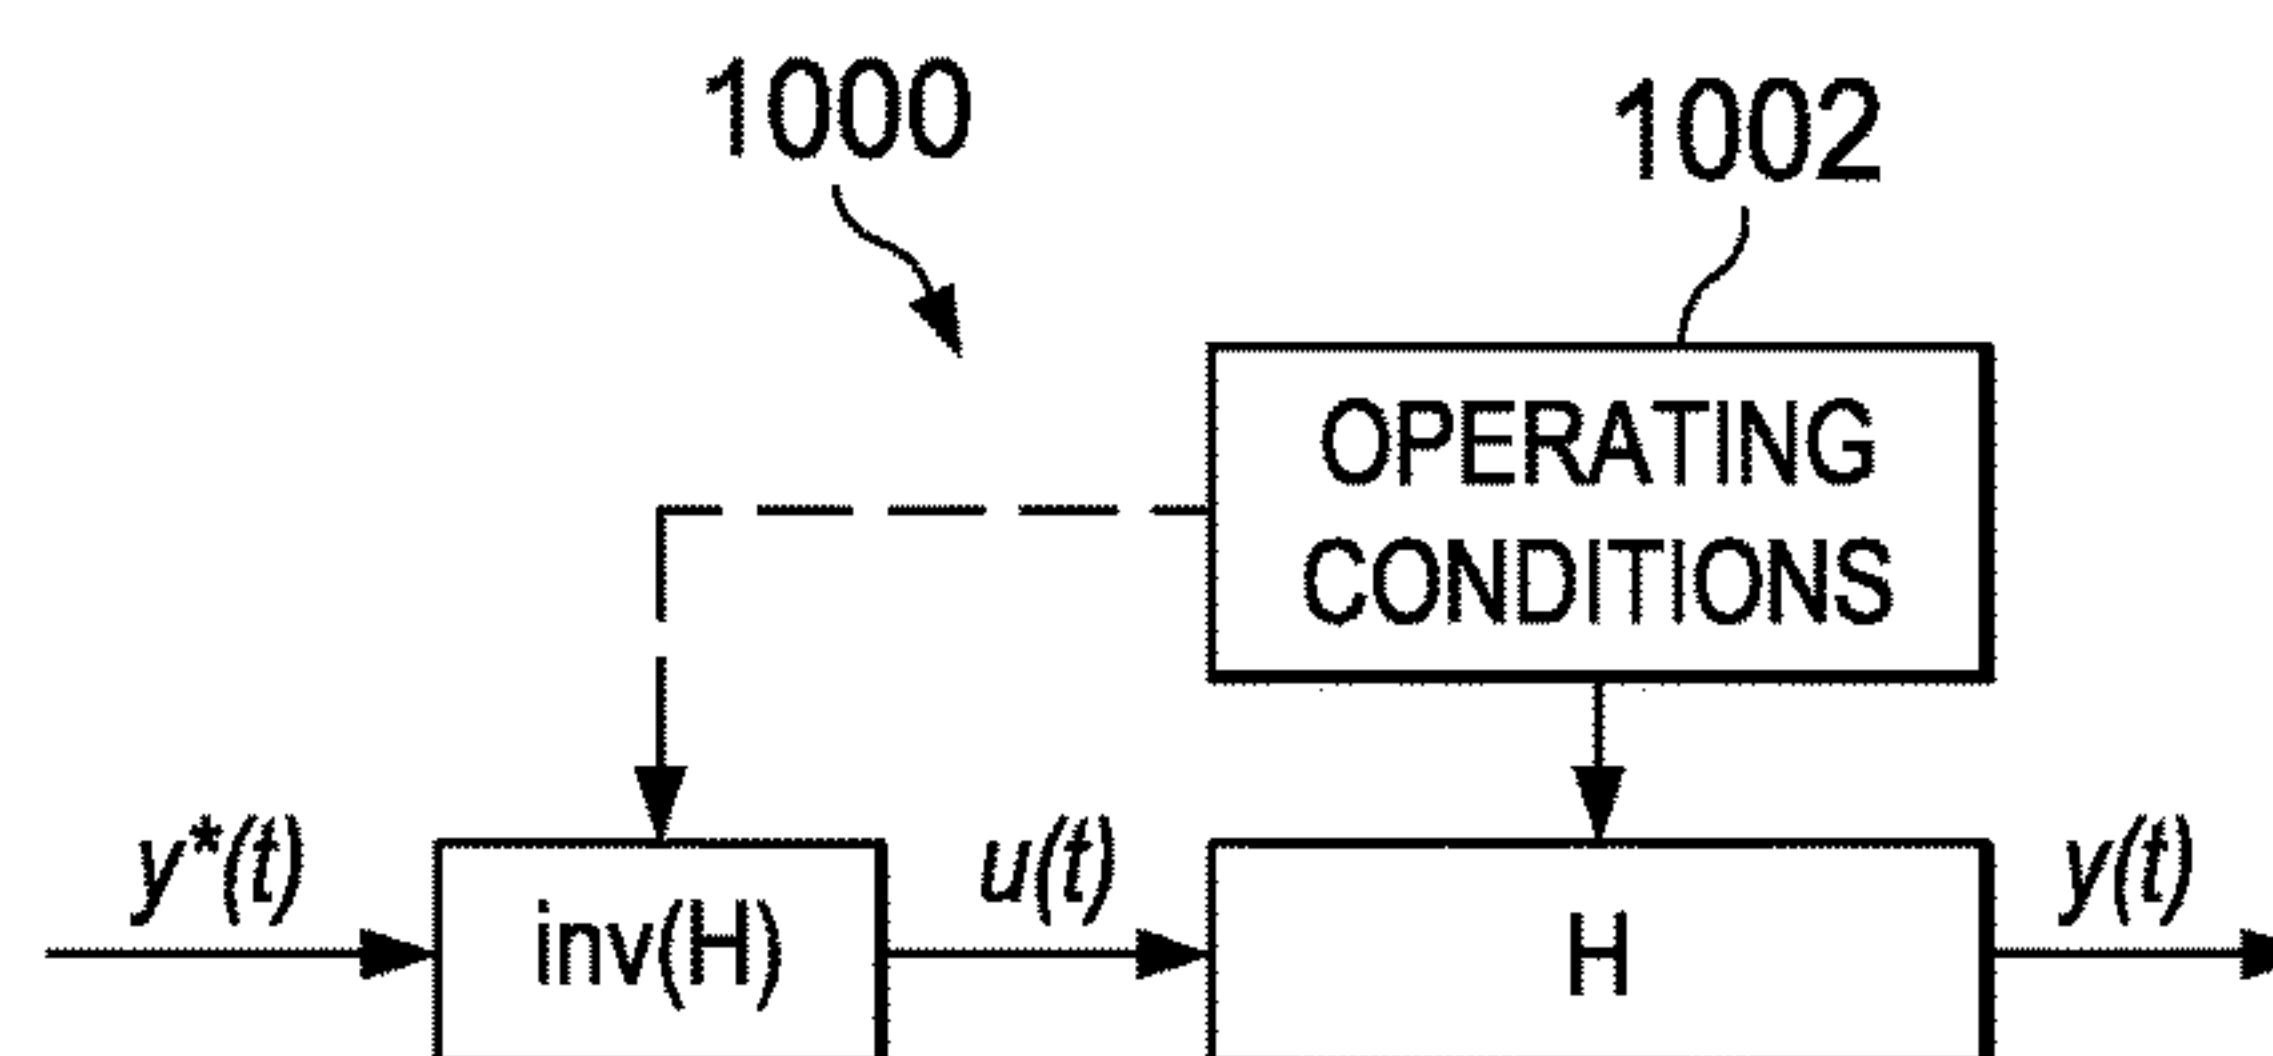 1000
1002
OPERATING
CONDITIONS
y*(t)
u(t)
y(t)
inv(H)
H